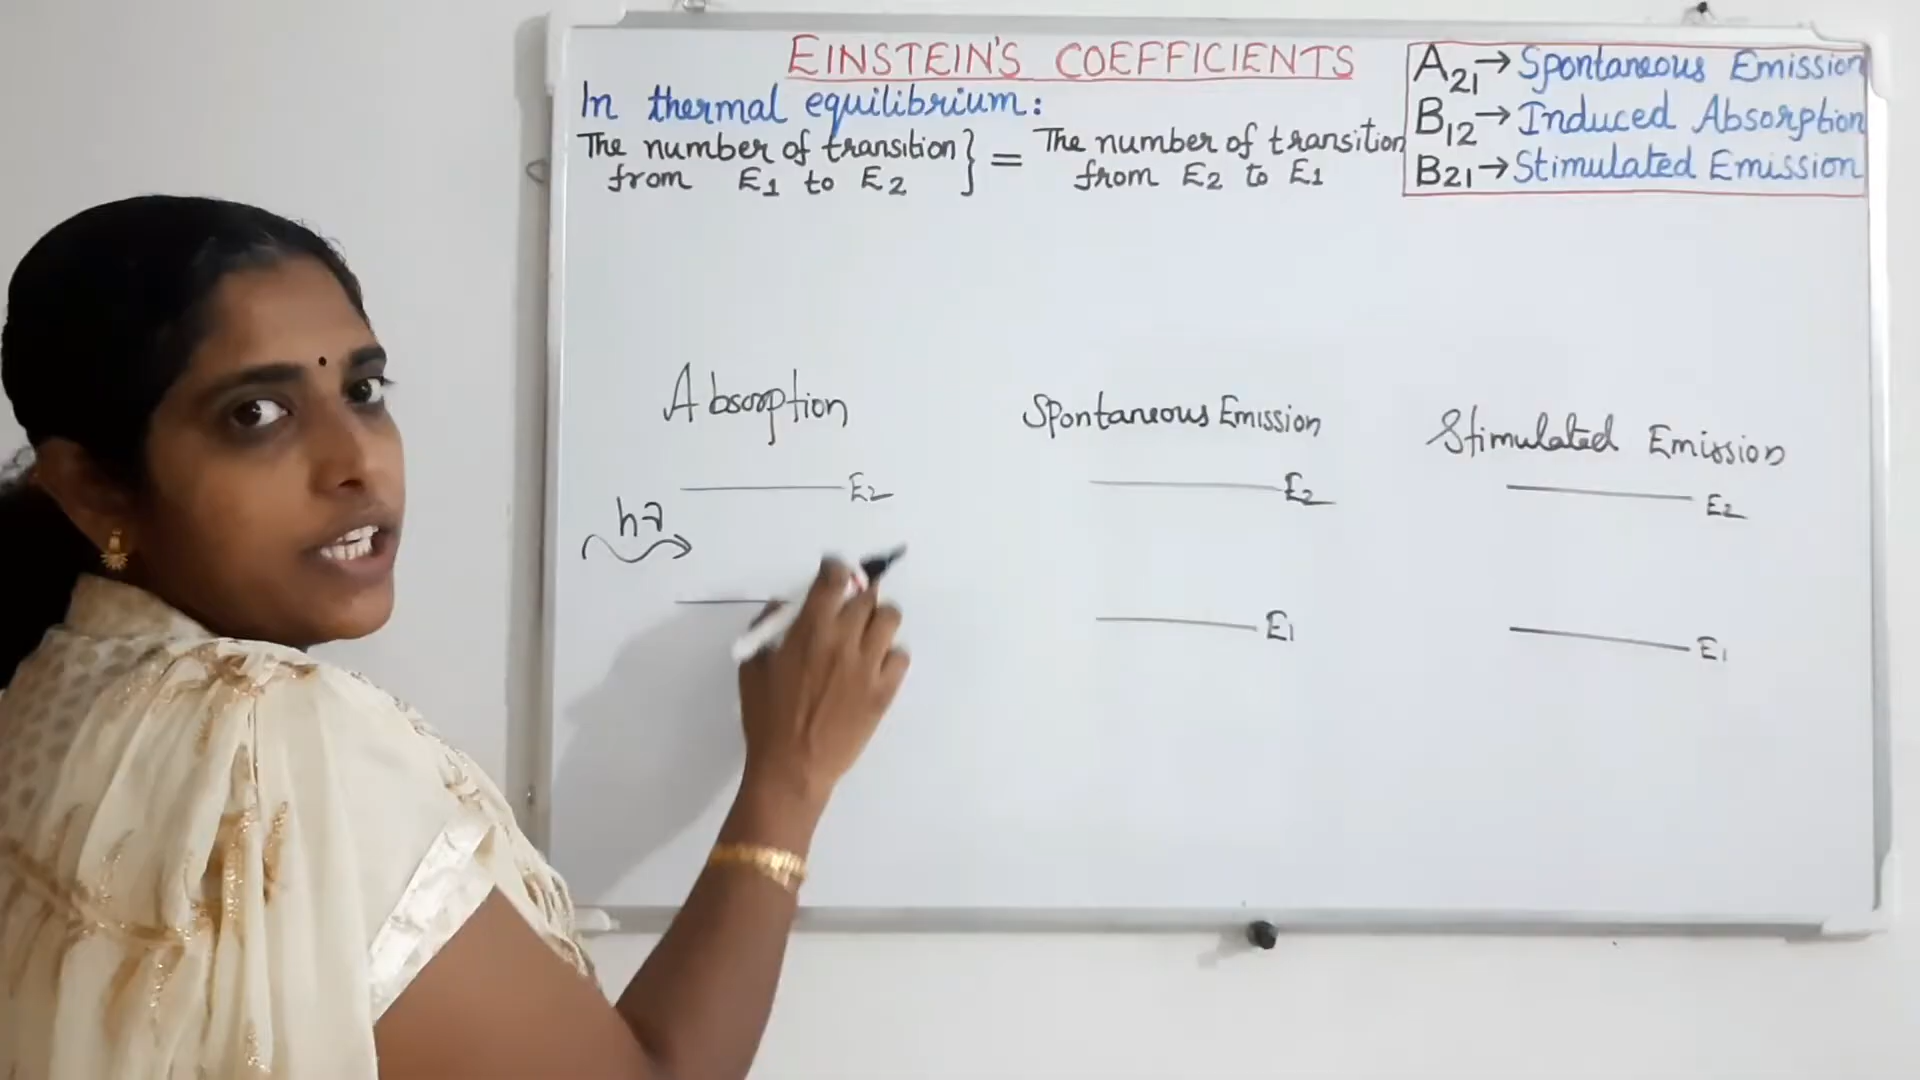 EINSTEIN'S COEFFICIENTS
In thermal equilibrium:
The number of transition } = The number of transition
from E1 to E2 from E2 to E1
A21→ Spontaneous Emission
B12→ Induced Absorption
B21→ Stimulated Emission
Absorption
E2
hν
Spontaneous Emission
E2
E1
Stimulated Emission
E2
E1